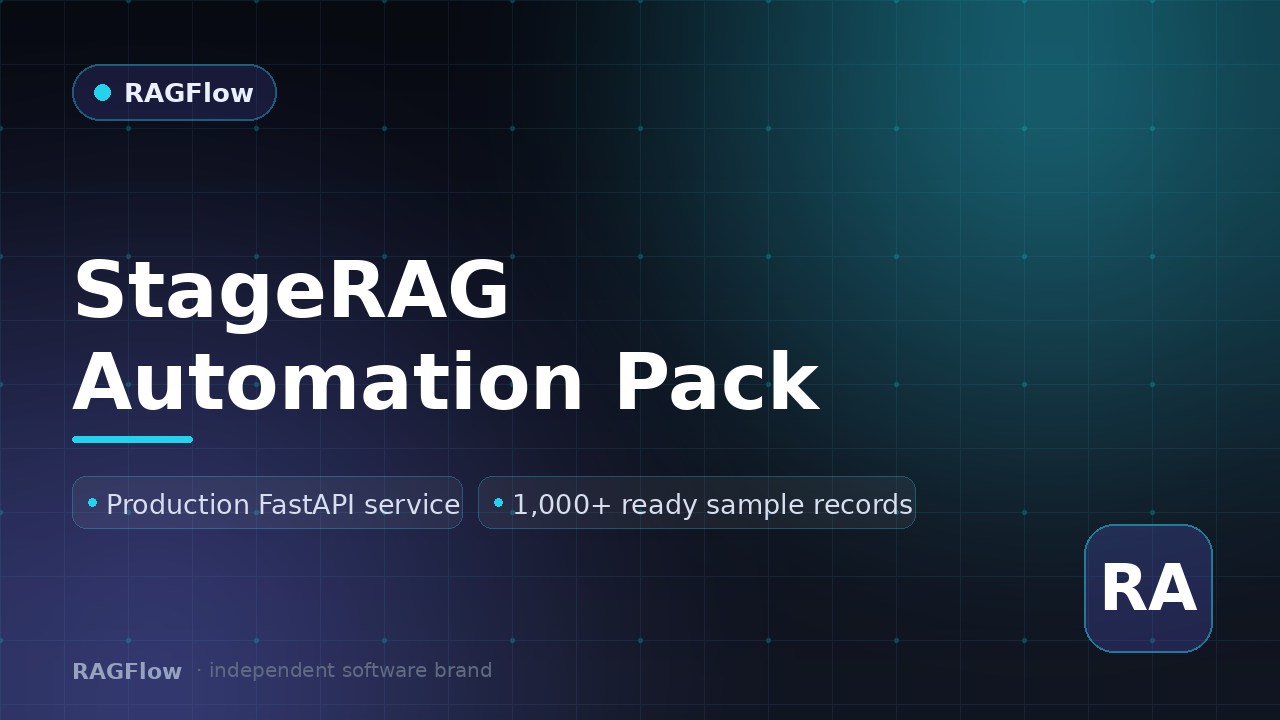 RAGFlow
StageRAG
Automation Pack
Production FastAPI service
1,000+ ready sample records
RA
RAGFlow · independent software brand